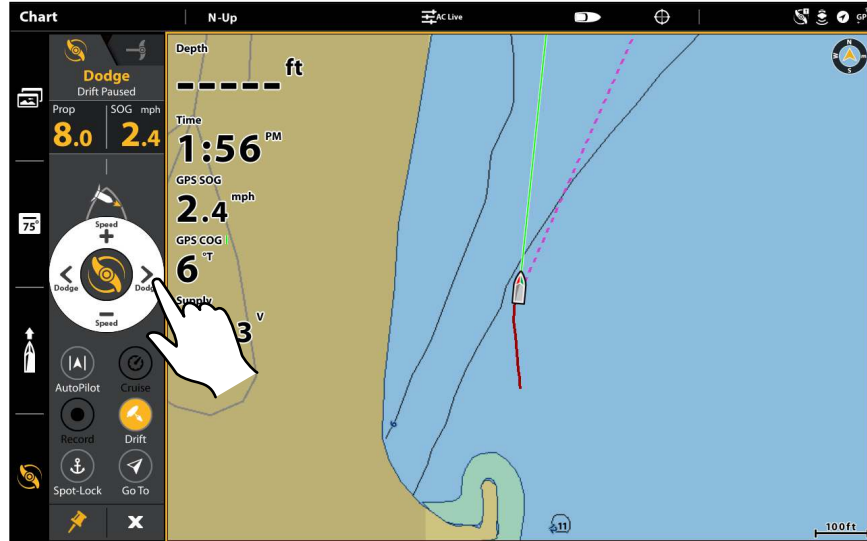 Chart
N-Up
AC Live
GP
Dodge
Drift Paused
Prop
SOG mph
8.0
2.4
Speed
+
Dodge
Dodge
−
Speed
AutoPilot
Cruise
Record
Drift
Spot-Lock
Go To
X
75°
Depth
----- ft
Time
1:56 PM
GPS SOG
2.4 mph
GPS COG
6 °T
Supply
3 V
N
W
S
11
100ft